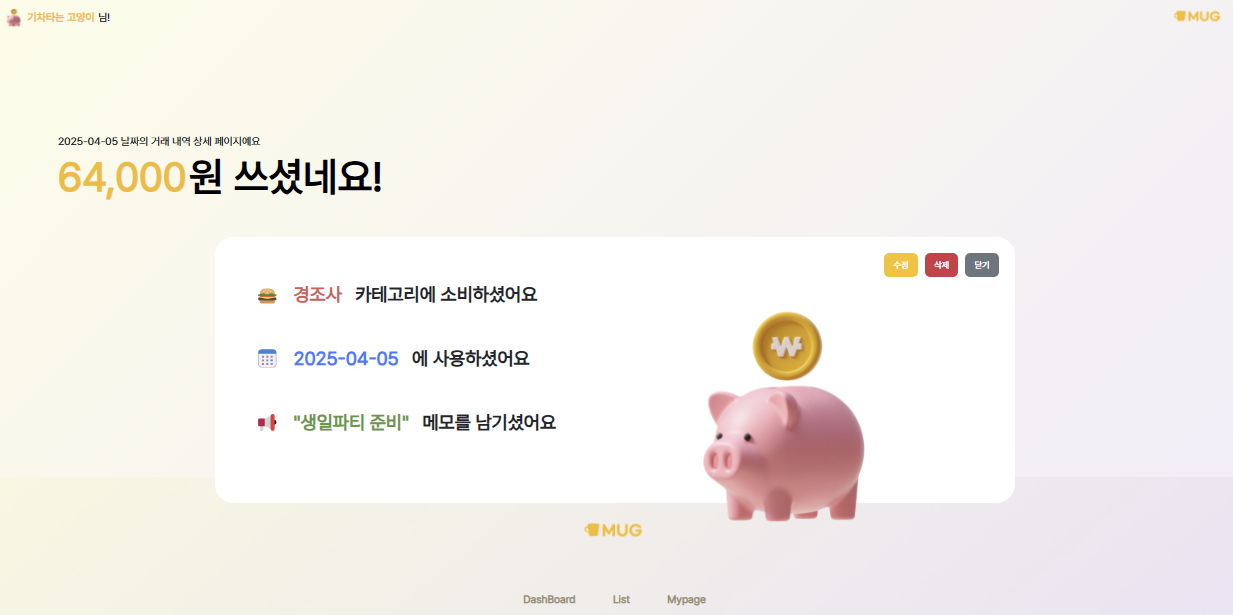 기차타는 고양이 님!
MUG
2025-04-05 날짜의 거래 내역 상세 페이지예요
64,000원 쓰셨네요!
수정 삭제 닫기
경조사 카테고리에 소비하셨어요
₩
2025-04-05 에 사용하셨어요
"생일파티 준비" 메모를 남기셨어요
MUG
DashBoard List Mypage